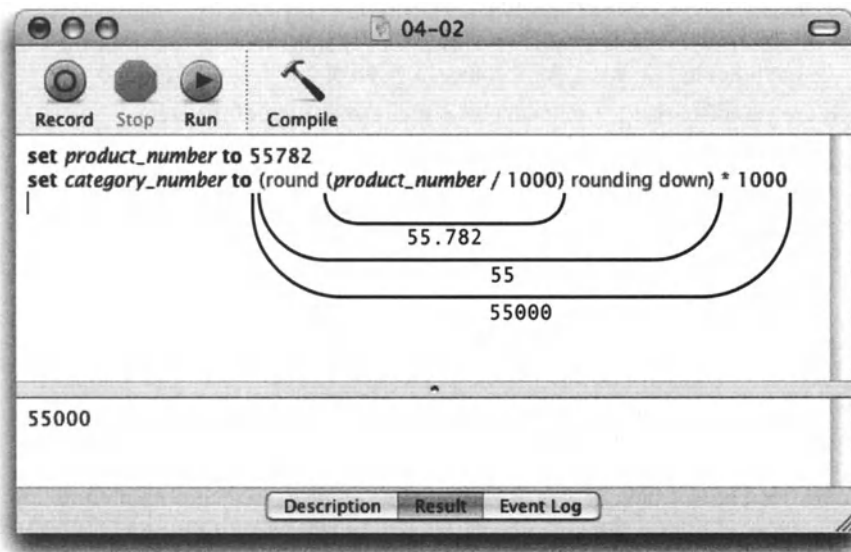 04-02
Record Stop Run Compile
set product_number to 55782
set category_number to (round (product_number / 1000) rounding down) * 1000
55.782
55
55000
55000
Description Result Event Log